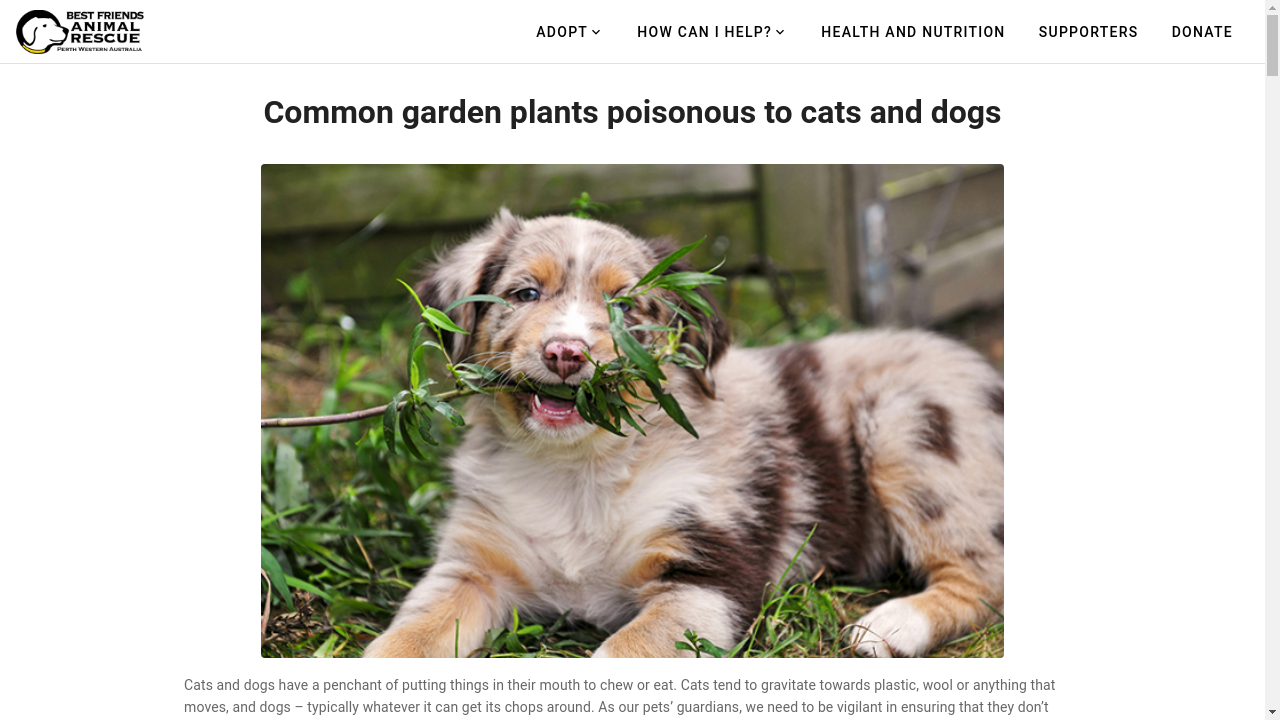 BEST FRIENDS
ANIMAL
RESCUE
PERTH WESTERN AUSTRALIA
ADOPT
HOW CAN I HELP?
HEALTH AND NUTRITION
SUPPORTERS
DONATE
Common garden plants poisonous to cats and dogs
Cats and dogs have a penchant of putting things in their mouth to chew or eat. Cats tend to gravitate towards plastic, wool or anything that
moves, and dogs – typically whatever it can get its chops around. As our pets’ guardians, we need to be vigilant in ensuring that they don’t